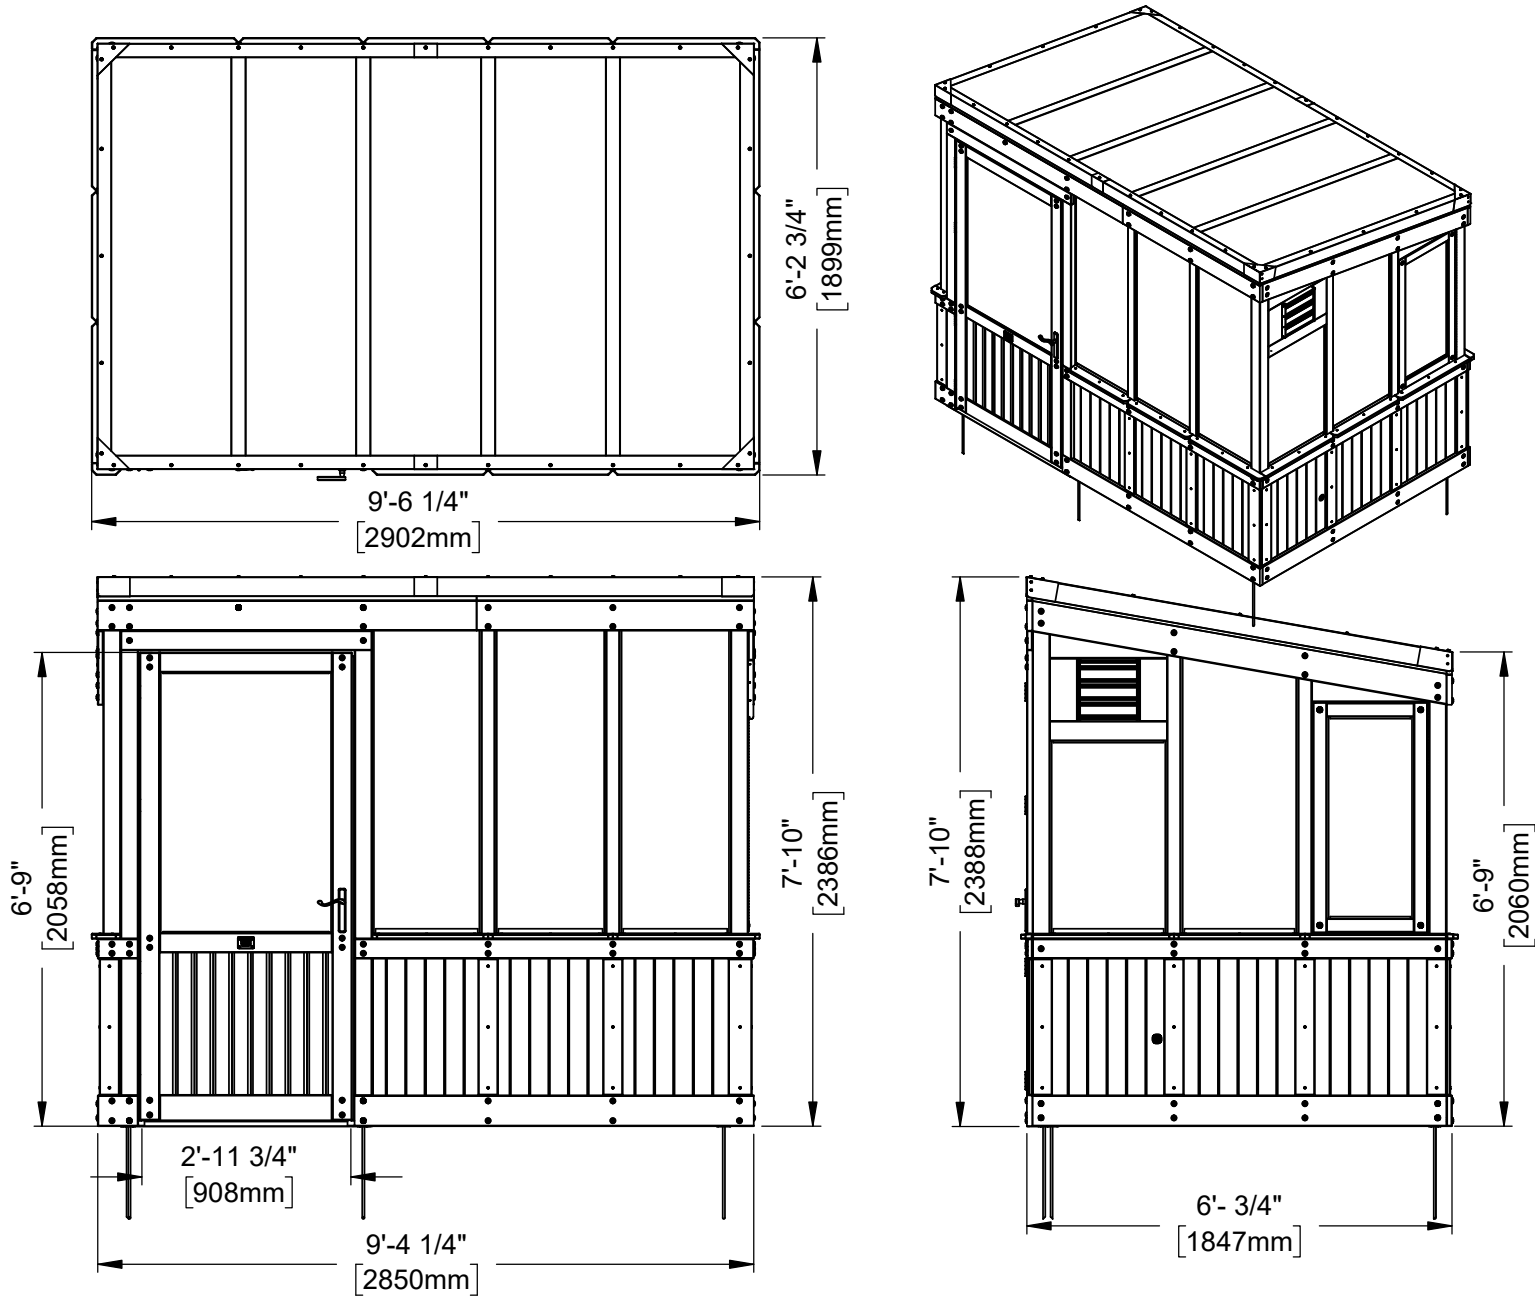 6'-2 3/4"
[1899mm]
9'-6 1/4"
[2902mm]
6'-9"
[2058mm]
7'-10"
[2386mm]
2'-11 3/4"
[908mm]
9'-4 1/4"
[2850mm]
7'-10"
[2388mm]
6'-9"
[2060mm]
6'- 3/4"
[1847mm]